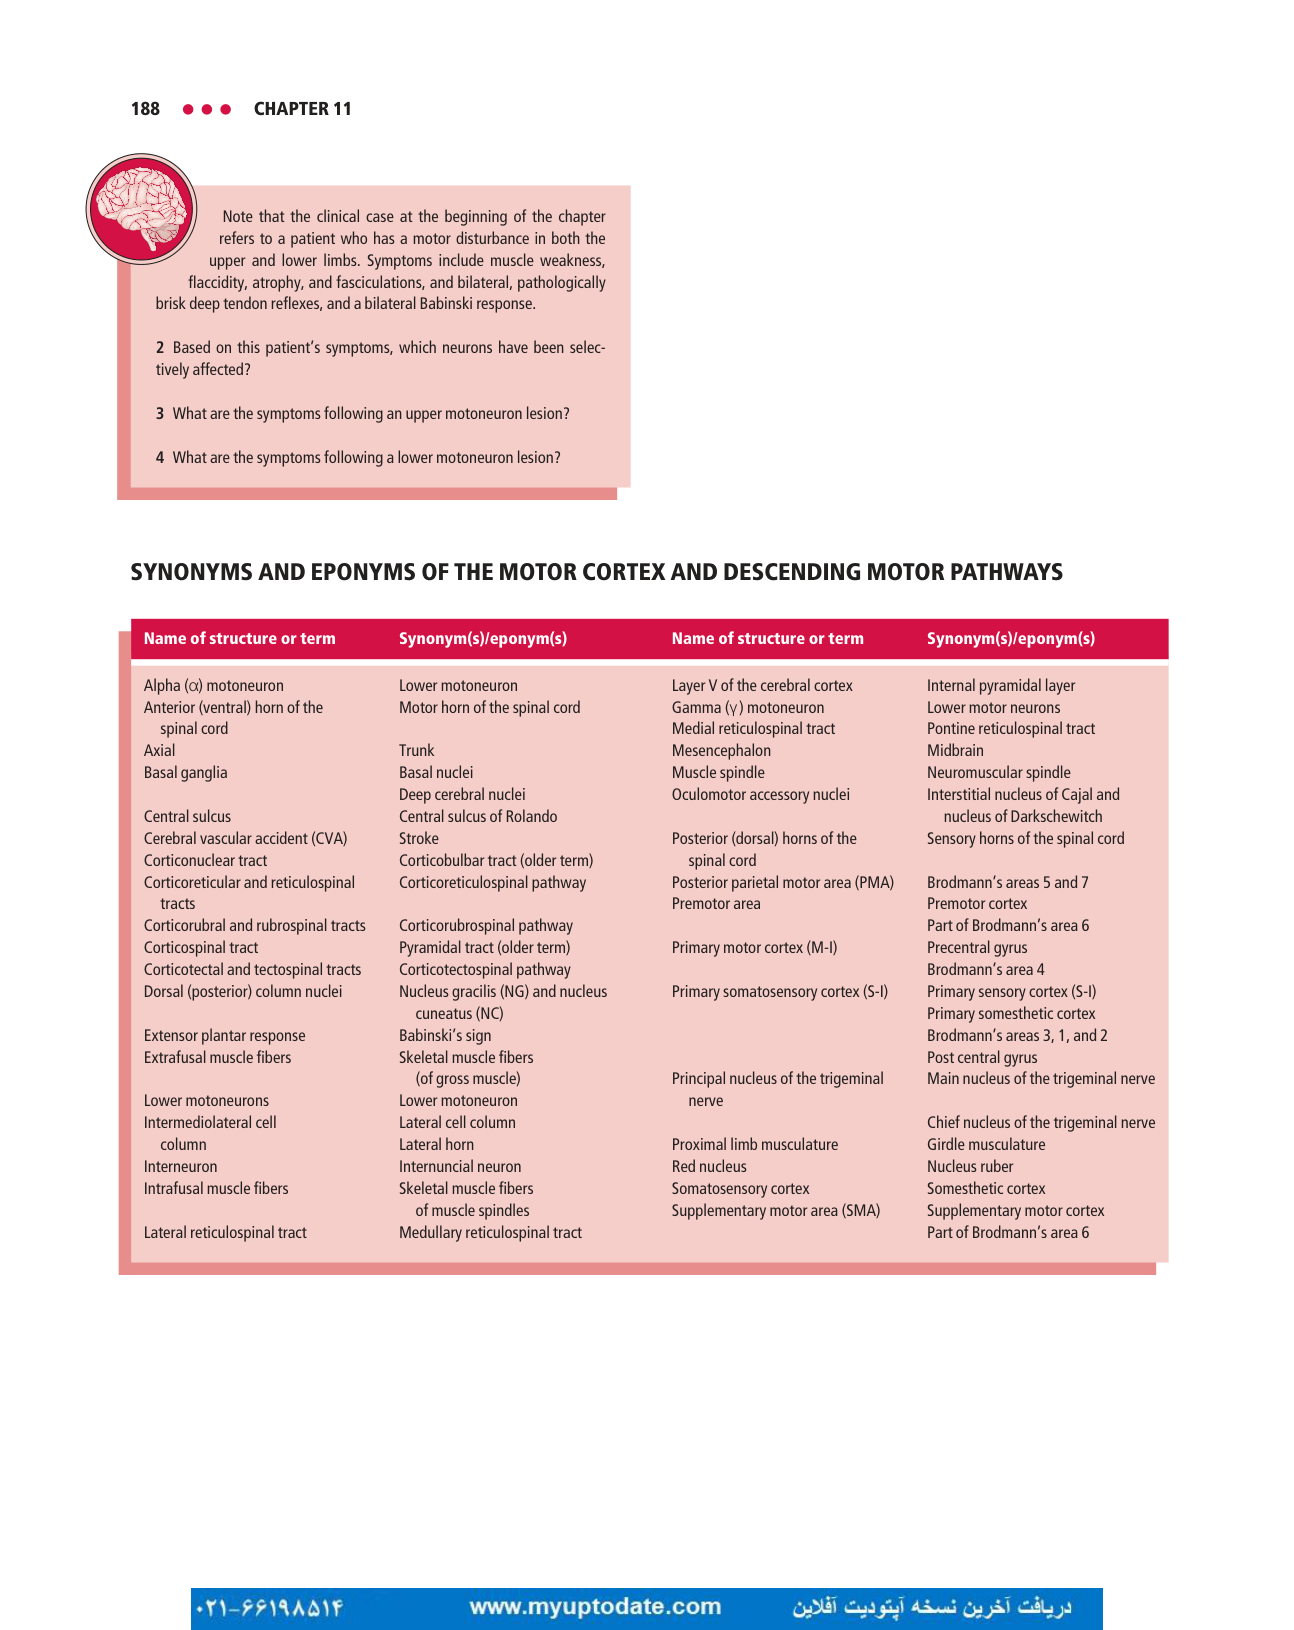 188 ● ● ● CHAPTER 11
Note that the clinical case at the beginning of the chapter
refers to a patient who has a motor disturbance in both the
upper and lower limbs. Symptoms include muscle weakness,
flaccidity, atrophy, and fasciculations, and bilateral, pathologically
brisk deep tendon reflexes, and a bilateral Babinski response.
2 Based on this patient's symptoms, which neurons have been selec-
tively affected?
3 What are the symptoms following an upper motoneuron lesion?
4 What are the symptoms following a lower motoneuron lesion?
SYNONYMS AND EPONYMS OF THE MOTOR CORTEX AND DESCENDING MOTOR PATHWAYS
Name of structure or term Synonym(s)/eponym(s) Name of structure or term Synonym(s)/eponym(s)
Alpha (α) motoneuron Lower motoneuron Layer V of the cerebral cortex Internal pyramidal layer
Anterior (ventral) horn of the Motor horn of the spinal cord Gamma (γ) motoneuron Lower motor neurons
spinal cord Medial reticulospinal tract Pontine reticulospinal tract
Axial Trunk Mesencephalon Midbrain
Basal ganglia Basal nuclei Muscle spindle Neuromuscular spindle
Deep cerebral nuclei Oculomotor accessory nuclei Interstitial nucleus of Cajal and
Central sulcus Central sulcus of Rolando nucleus of Darkschewitch
Cerebral vascular accident (CVA) Stroke Posterior (dorsal) horns of the Sensory horns of the spinal cord
Corticonuclear tract Corticobulbar tract (older term) spinal cord
Corticoreticular and reticulospinal Corticoreticulospinal pathway Posterior parietal motor area (PMA) Brodmann's areas 5 and 7
tracts Premotor area Premotor cortex
Corticorubral and rubrospinal tracts Corticorubrospinal pathway Part of Brodmann's area 6
Corticospinal tract Pyramidal tract (older term) Primary motor cortex (M-I) Precentral gyrus
Corticotectal and tectospinal tracts Corticotectospinal pathway Brodmann's area 4
Dorsal (posterior) column nuclei Nucleus gracilis (NG) and nucleus Primary somatosensory cortex (S-I) Primary sensory cortex (S-I)
cuneatus (NC) Primary somesthetic cortex
Extensor plantar response Babinski's sign Brodmann's areas 3, 1, and 2
Extrafusal muscle fibers Skeletal muscle fibers Post central gyrus
(of gross muscle) Principal nucleus of the trigeminal Main nucleus of the trigeminal nerve
Lower motoneurons Lower motoneuron nerve
Intermediolateral cell Lateral cell column Chief nucleus of the trigeminal nerve
column Lateral horn Proximal limb musculature Girdle musculature
Interneuron Internuncial neuron Red nucleus Nucleus ruber
Intrafusal muscle fibers Skeletal muscle fibers Somatosensory cortex Somesthetic cortex
of muscle spindles Supplementary motor area (SMA) Supplementary motor cortex
Lateral reticulospinal tract Medullary reticulospinal tract Part of Brodmann's area 6
۰۲۱-۶۶۱۹۸۵۱۴ www.myuptodate.com دریافت آخرین نسخه آپتودیت آفلاین